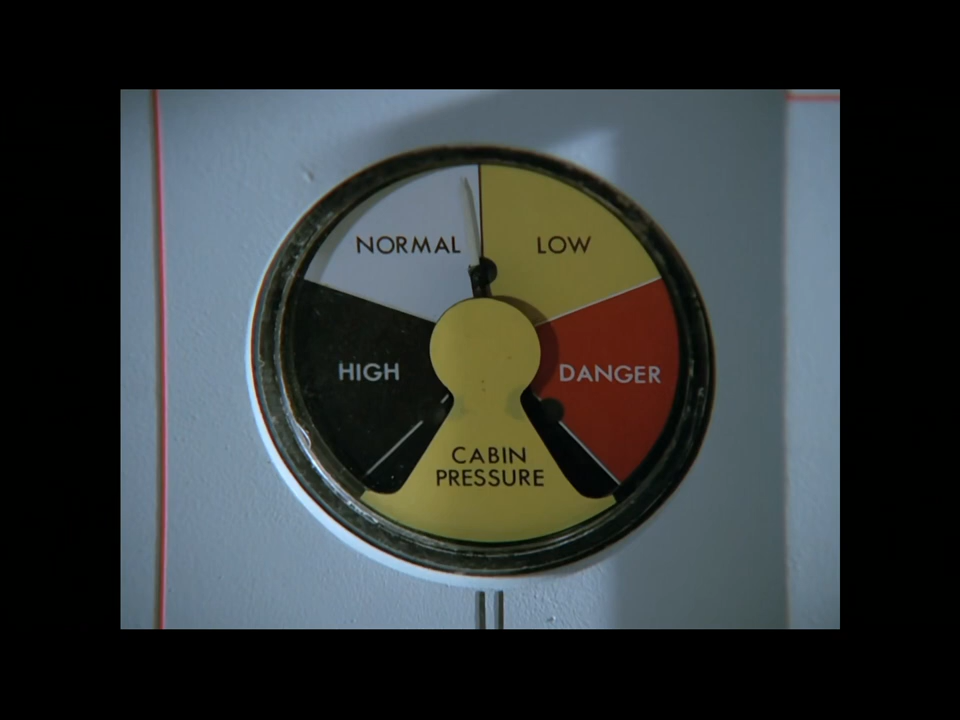 NORMAL
LOW
HIGH
DANGER
CABIN
PRESSURE